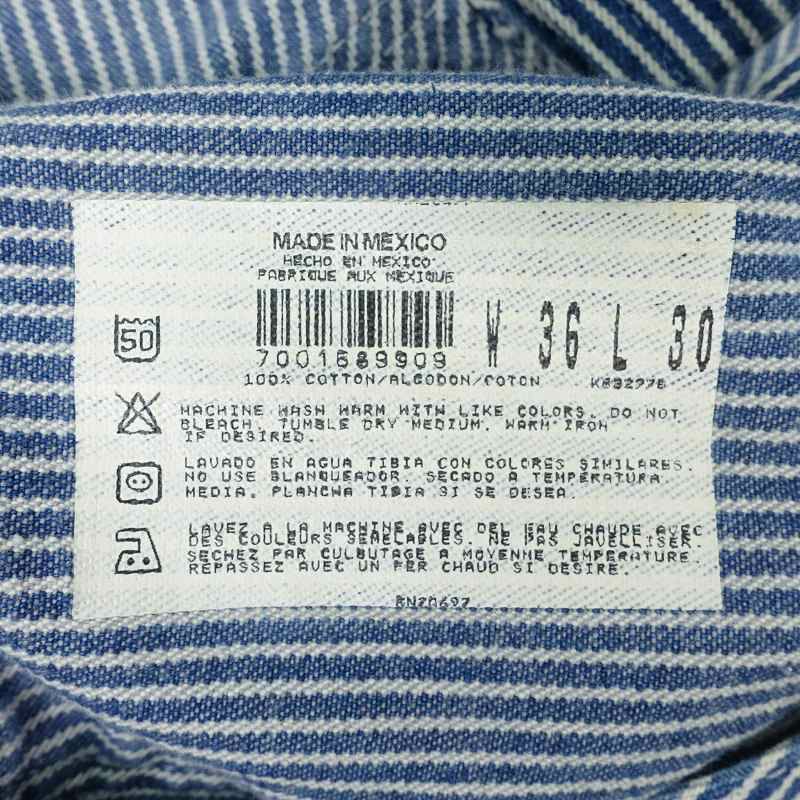 MADE IN MEXICO
HECHO EN MEXICO
FABRIQUE AUX MEXIQUE
50
7001689909
W 36 L 30
100% COTTON/ALGODON/COTON
MACHINE WASH WARM WITH LIKE COLORS. DO NOT
BLEACH. TUMBLE DRY MEDIUM. WARM IRON
IF DESIRED.
LAVADO EN AGUA TIBIA CON COLORES SIMILARES.
NO USE BLANQUEADOR. SECADO A TEMPERATURA
MEDIA. PLANCHA TIBIA SI SE DESEA.
LAVEZ A LA MACHINE AVEC DEL EAU CHAUDE AVEC
DES COULEURS SEMELABLES. NE PAS JAVELLISER.
SECHEZ PAR CULBUTAGE A MOYENNE TEMPERATURE.
REPASSEZ AVEC UN FER CHAUD SI DESIRE.